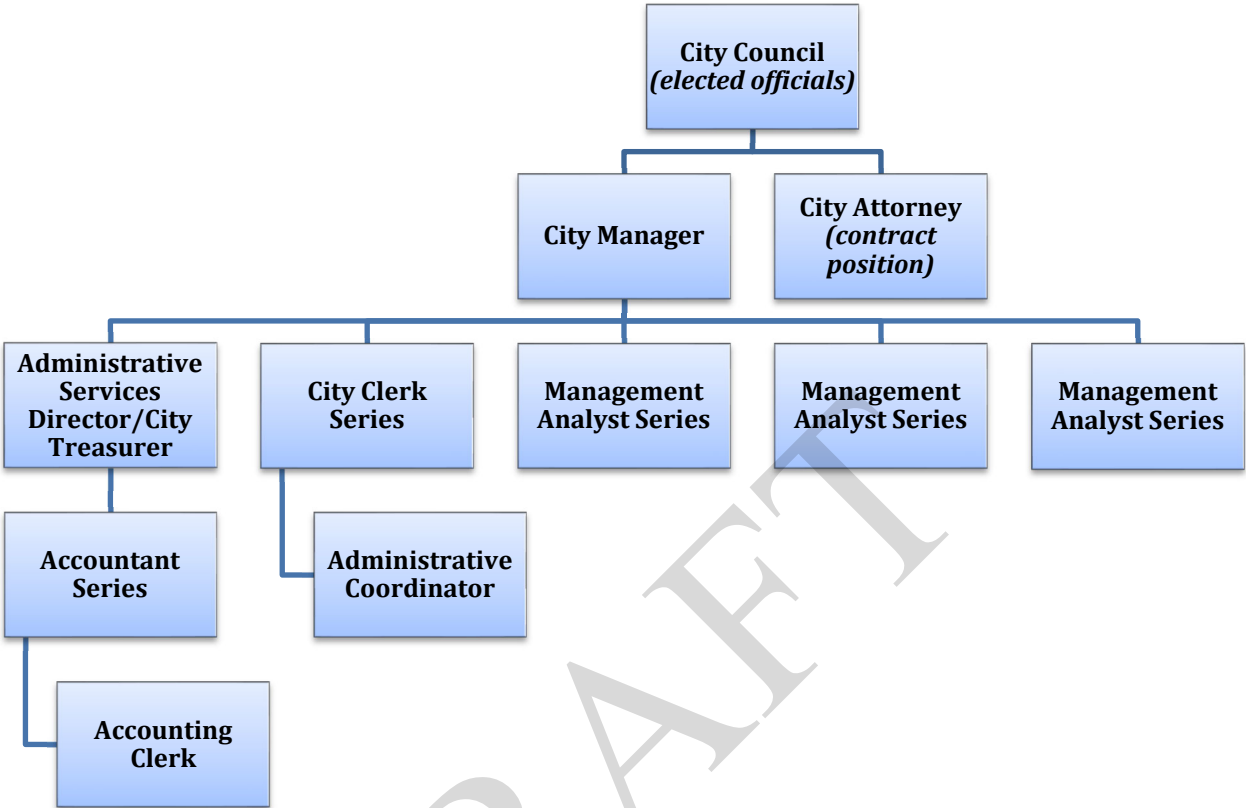 City Council
(elected officials)
City Manager
City Attorney
(contract
position)
Administrative
Services
Director/City
Treasurer
City Clerk
Series
Management
Analyst Series
Management
Analyst Series
Management
Analyst Series
Accountant
Series
Administrative
Coordinator
Accounting
Clerk
RAFT